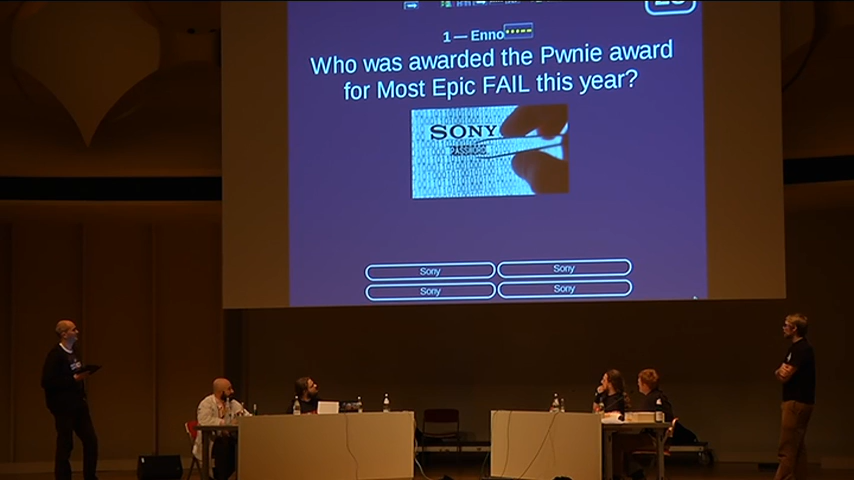 1 — Enno
Who was awarded the Pwnie award
for Most Epic FAIL this year?
SONY
Sony
Sony
Sony
Sony